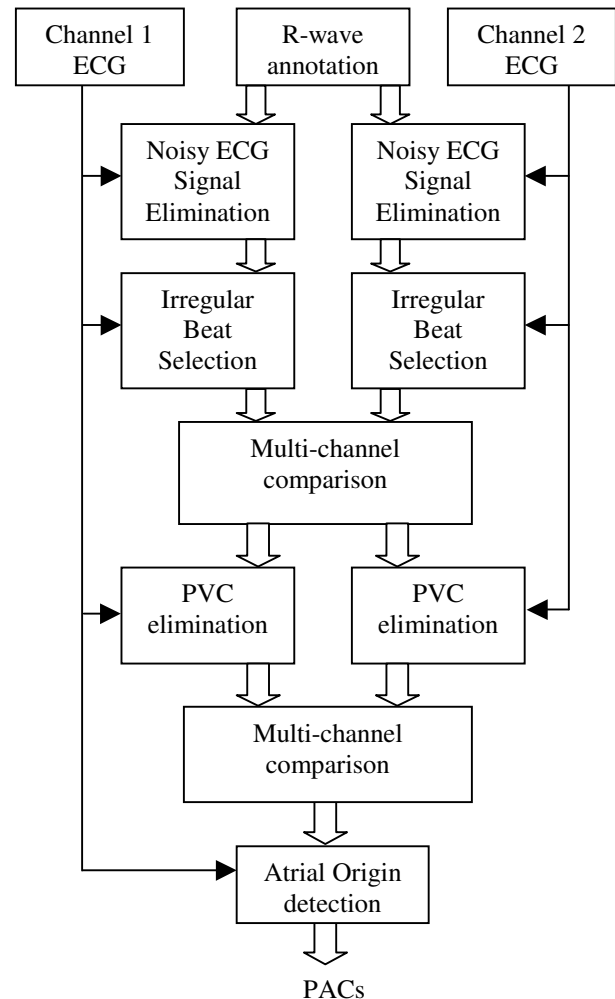 Channel 1
ECG
R-wave
annotation
Channel 2
ECG
Noisy ECG
Signal
Elimination
Noisy ECG
Signal
Elimination
Irregular
Beat
Selection
Irregular
Beat
Selection
Multi-channel
comparison
PVC
elimination
PVC
elimination
Multi-channel
comparison
Atrial Origin
detection
PACs